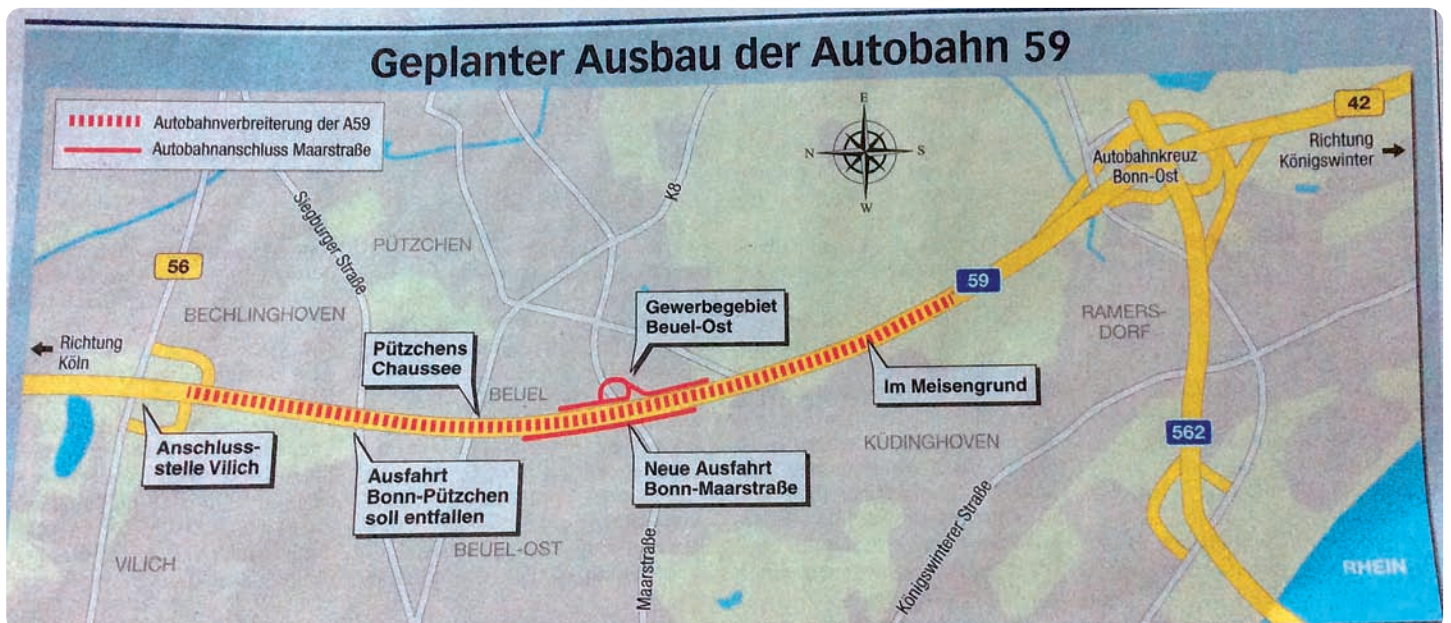 Geplanter Ausbau der Autobahn 59
Autobahnverbreiterung der A59
Autobahnanschluss Maarstraße
E
N
S
W
42
Richtung
Königswinter
Autobahnkreuz
Bonn-Ost
Siegburger Straße
K8
PÜTZCHEN
56
BECHLINGHOVEN
59
Gewerbegebiet
Beuel-Ost
RAMERS-
DORF
Richtung
Köln
Pützchens
Chaussee
BEUEL
Im Meisengrund
562
KÜDINGHOVEN
Anschluss-
stelle Vilich
Ausfahrt
Bonn-Pützchen
soll entfallen
Neue Ausfahrt
Bonn-Maarstraße
BEUEL-OST
VILICH
Maarstraße
Königswinterer Straße
RHEIN